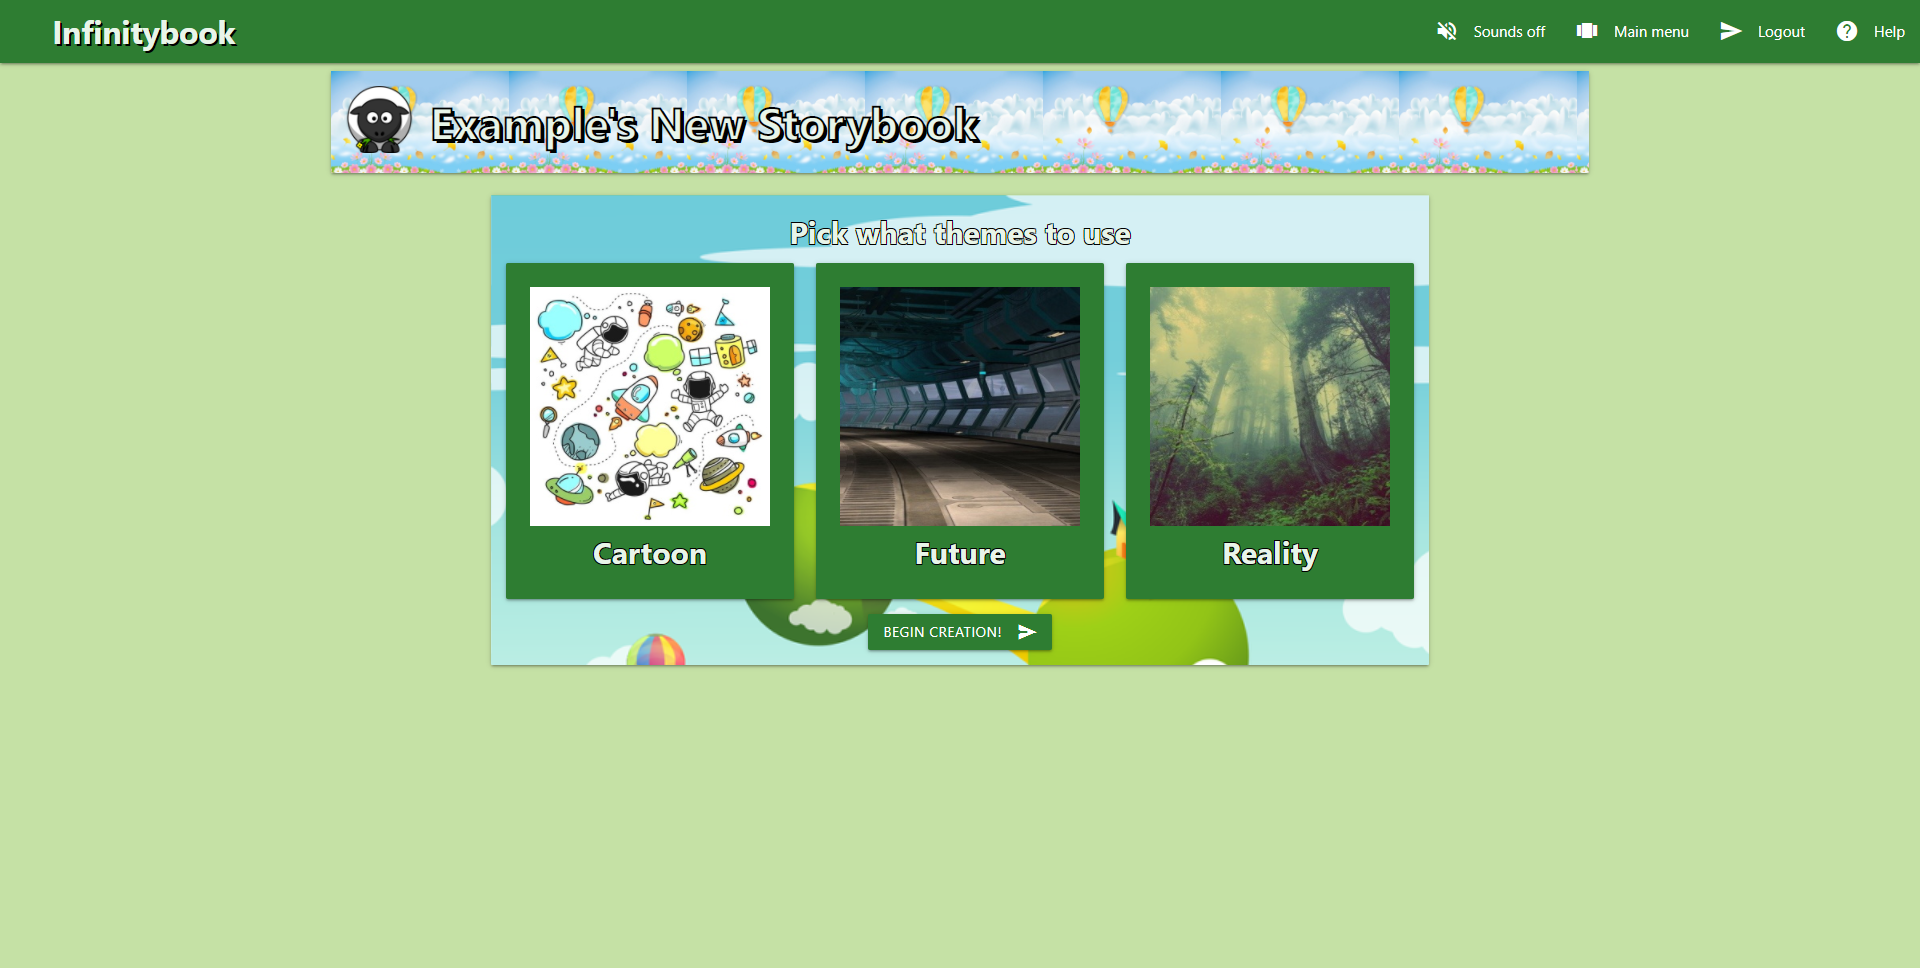 Infinitybook
Sounds off
Main menu
Logout
Help
Example's New Storybook
Pick what themes to use
Cartoon
Future
Reality
BEGIN CREATION!